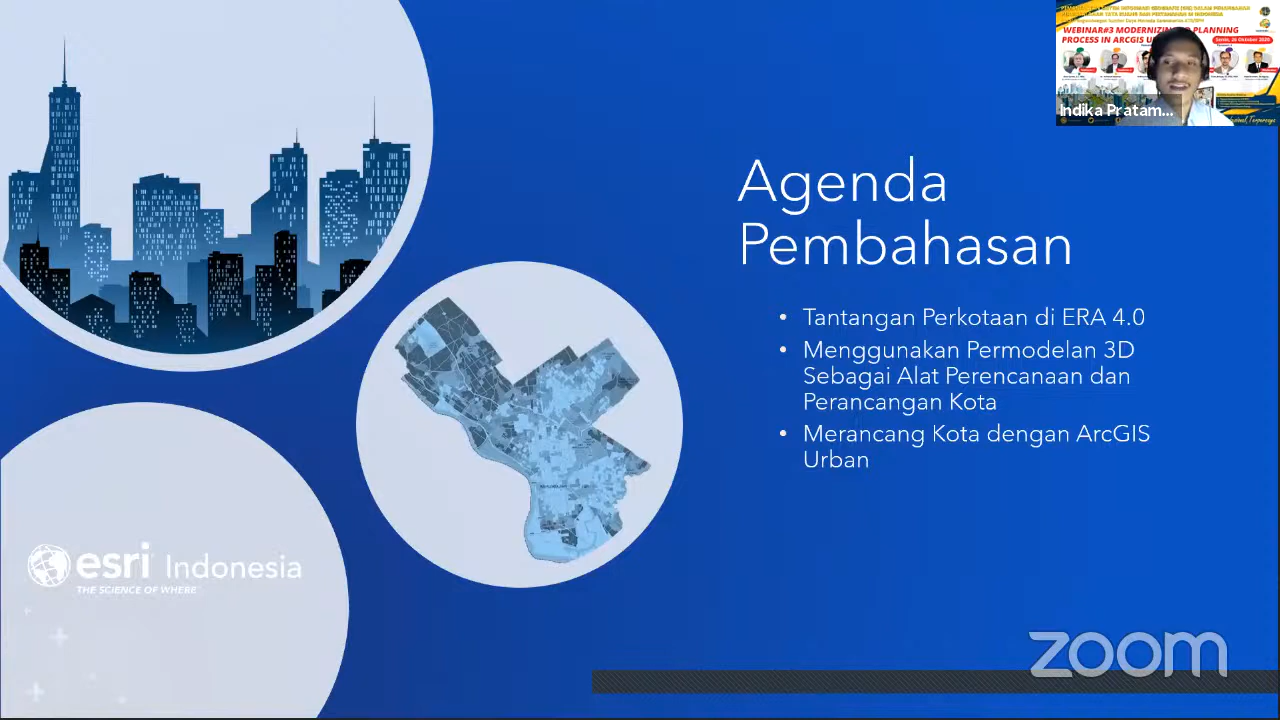 WEBINAR#3 MODERNIZING
PLANNING
PROCESS IN ARCGIS U
Indika Pratam...
Agenda
Pembahasan
• Tantangan Perkotaan di ERA 4.0
• Menggunakan Permodelan 3D
Sebagai Alat Perencanaan dan
Perancangan Kota
• Merancang Kota dengan ArcGIS
Urban
esri Indonesia
THE SCIENCE OF WHERE
zoom